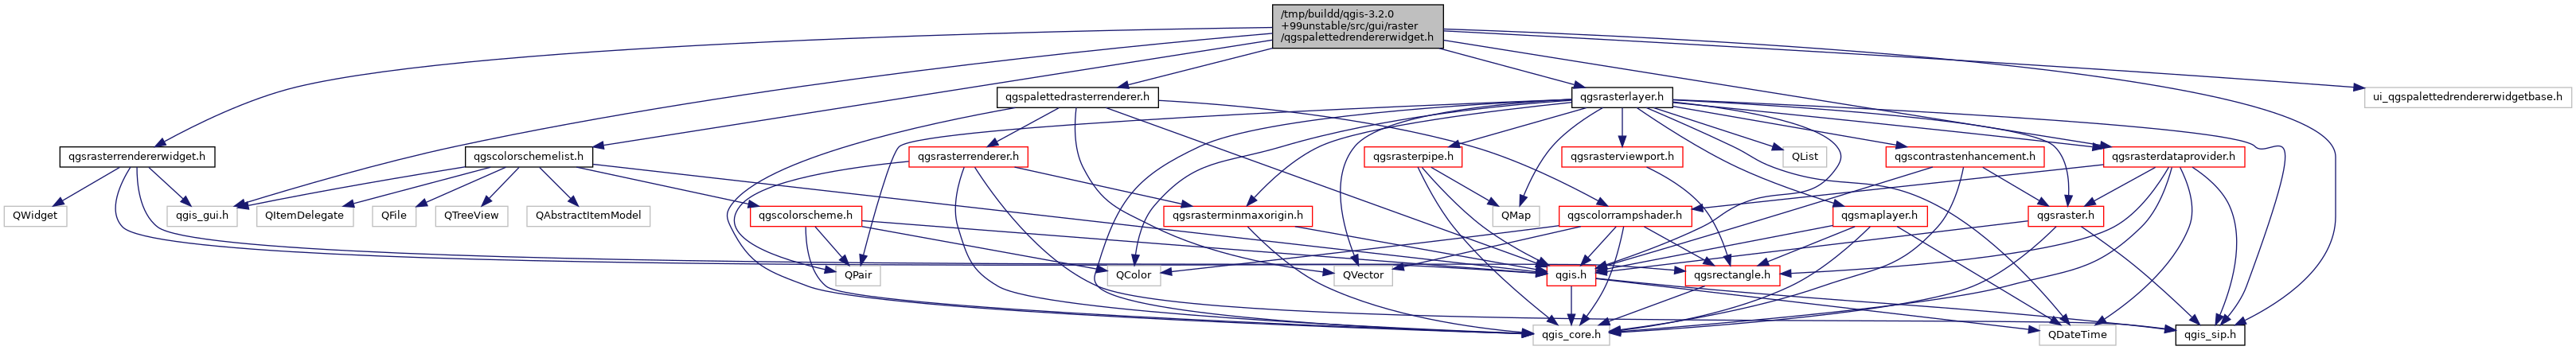 /tmp/buildd/qgis-3.2.0
+99unstable/src/gui/raster
/qgspalettedrendererwidget.h
qgspalettedrasterrenderer.h
qgsrasterlayer.h
ui_qgspalettedrendererwidgetbase.h
qgsrasterrendererwidget.h
qgscolorschemelist.h
qgsrasterrenderer.h
qgsrasterpipe.h
qgsrasterviewport.h
QList
qgscontrastenhancement.h
qgsrasterdataprovider.h
QWidget
qgis_gui.h
QItemDelegate
QFile
QTreeView
QAbstractItemModel
qgscolorscheme.h
qgsrasterminmaxorigin.h
QMap
qgscolorrampshader.h
qgsmaplayer.h
qgsraster.h
QPair
QColor
QVector
qgis.h
qgsrectangle.h
qgis_core.h
QDateTime
qgis_sip.h